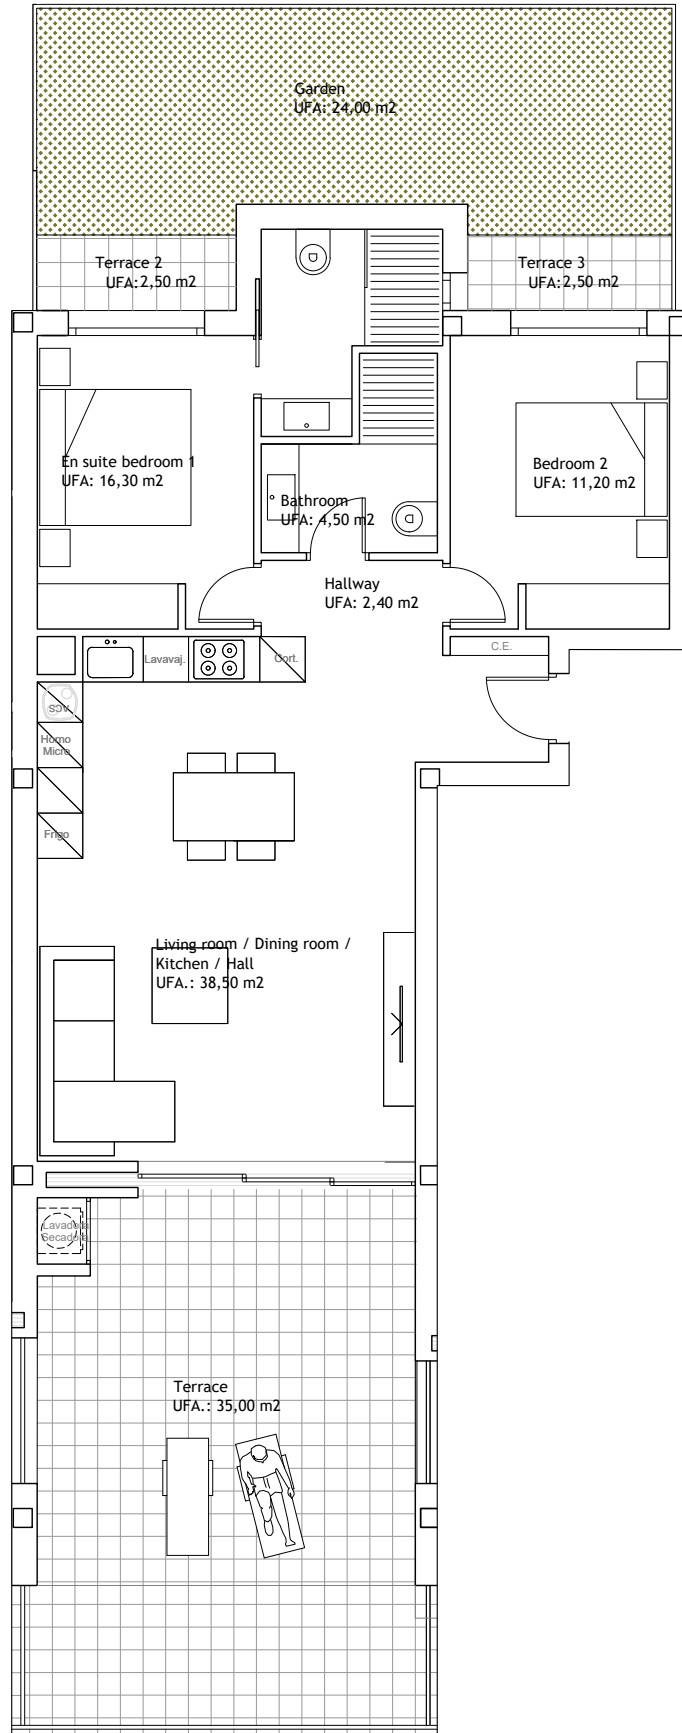 Garden
UFA: 24,00 m2
Terrace 2
UFA: 2,50 m2
Terrace 3
UFA: 2,50 m2
En suite bedroom 1
UFA: 16,30 m2
Bedroom 2
UFA: 11,20 m2
Bathroom
UFA: 4,50 m2
Hallway
UFA: 2,40 m2
C.E.
Lavavaj.
Cort.
ACS
Horno
Micro
Frigo
Living room / Dining room /
Kitchen / Hall
UFA.: 38,50 m2
Lavadora
Secadora
Terrace
UFA.: 35,00 m2